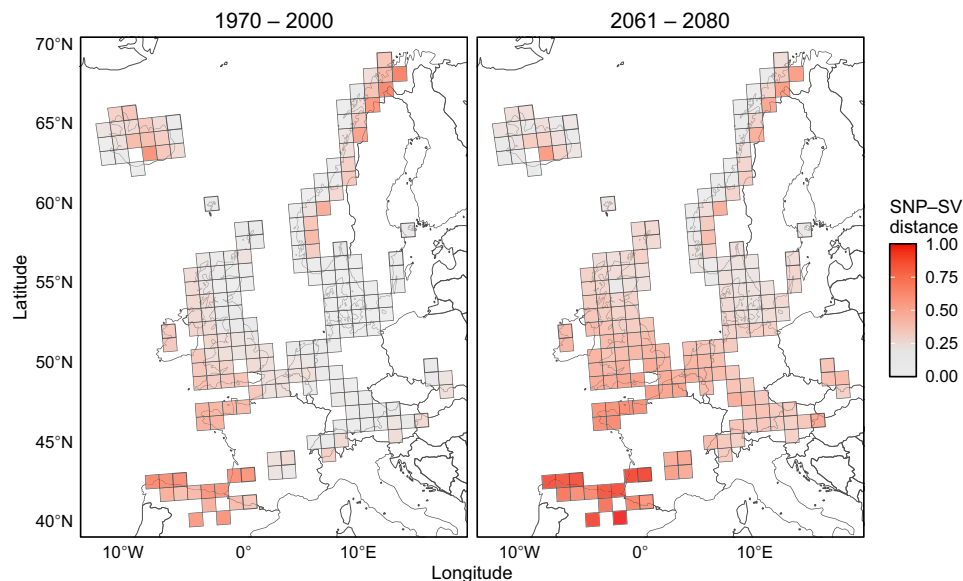 1970 – 2000
2061 – 2080
70°N
65°N
60°N
55°N
50°N
45°N
40°N
Latitude
10°W
0°
10°E
10°W
0°
10°E
Longitude
SNP–SV
distance
1.00
0.75
0.50
0.25
0.00